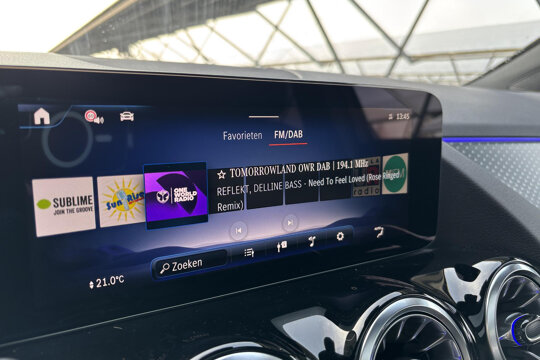 13:45
Favorieten FM/DAB
SUBLIME
JOIN THE GROOVE
ONE
WORLD
RADIO
☆ TOMORROWLAND OWR DAB | 194.1 MHz
REFLEKT, DELLINE BASS - Need To Feel Loved (Rose Ringed
Remix)
radio
Zoeken
21.0°C